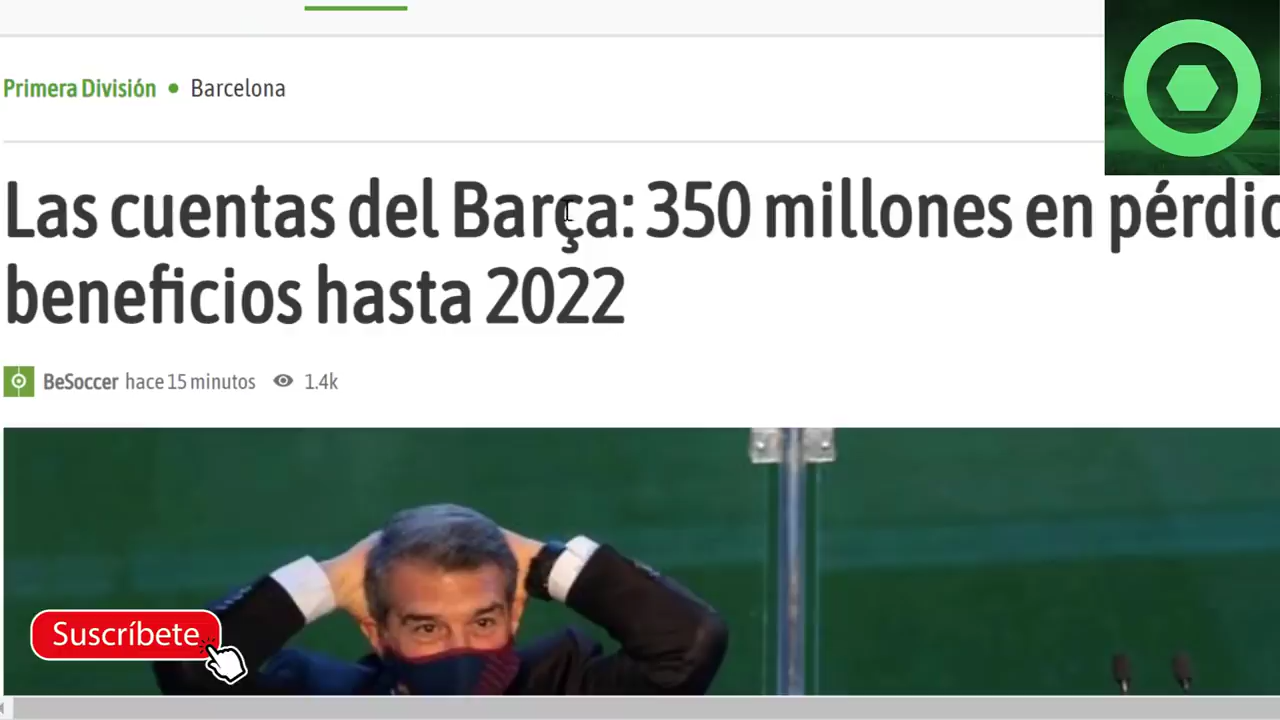 Primera División • Barcelona
Las cuentas del Barça: 350 millones en
beneficios hasta 2022
BeSoccer hace 15 minutos 1.4k
Suscríbete